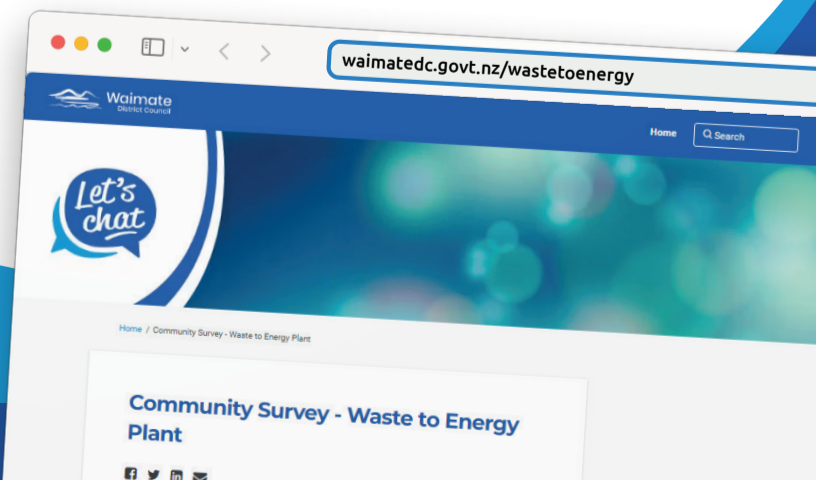 waimatedc.govt.nz/wastetoenergy
Waimate
District Council
Home
Search
Let's
chat
Home / Community Survey - Waste to Energy Plant
Community Survey - Waste to Energy
Plant